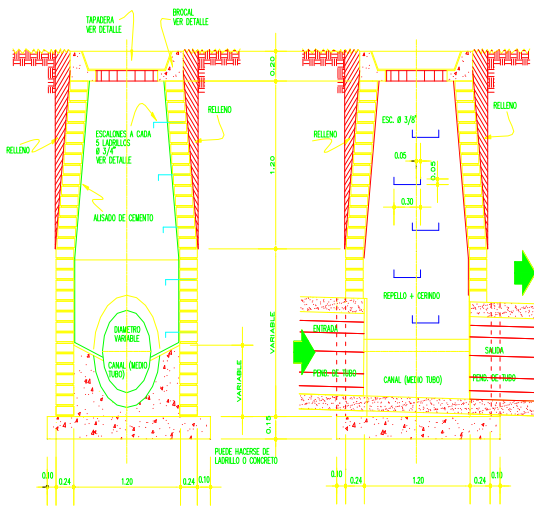 TAPADERA
VER DETALLE
BROCAL
VER DETALLE
0.20
ESCALONES A CADA
5 LADRILLOS
Ø 3/4"
VER DETALLE
RELLENO
RELLENO
ALISADO DE CEMENTO
1.20
DIAMETRO
VARIABLE
CANAL (MEDIO
TUBO)
VARIABLE
VARIABLE
0.15
PUEDE HACERSE DE
LADRILLO O CONCRETO
0.10
0.24
1.20
0.24
0.10
ESC. Ø 3/8"
RELLENO
RELLENO
0.05
0.05
0.30
REPELLO + CERNIDO
ENTRADA
SALIDA
PEND. DE TUBO
CANAL (MEDIO TUBO)
PEND. DE TUBO
0.10
0.24
1.20
0.24
0.10